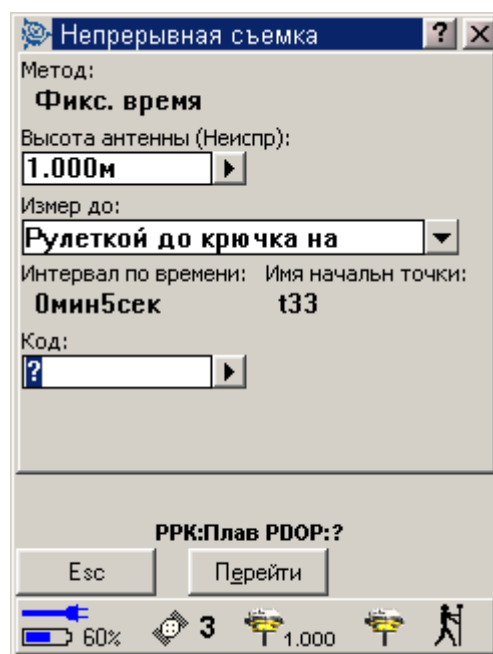 Непрерывная съемка ? ×
Метод:
Фикс. время
Высота антенны (Неиспр):
1.000м
Измер до:
Рулеткой до крючка на
Интервал по времени: Имя начальн точки:
0мин5сек t33
Код:
?
PPK:Плав PDOP:?
Esc Перейти
60% 3 1.000